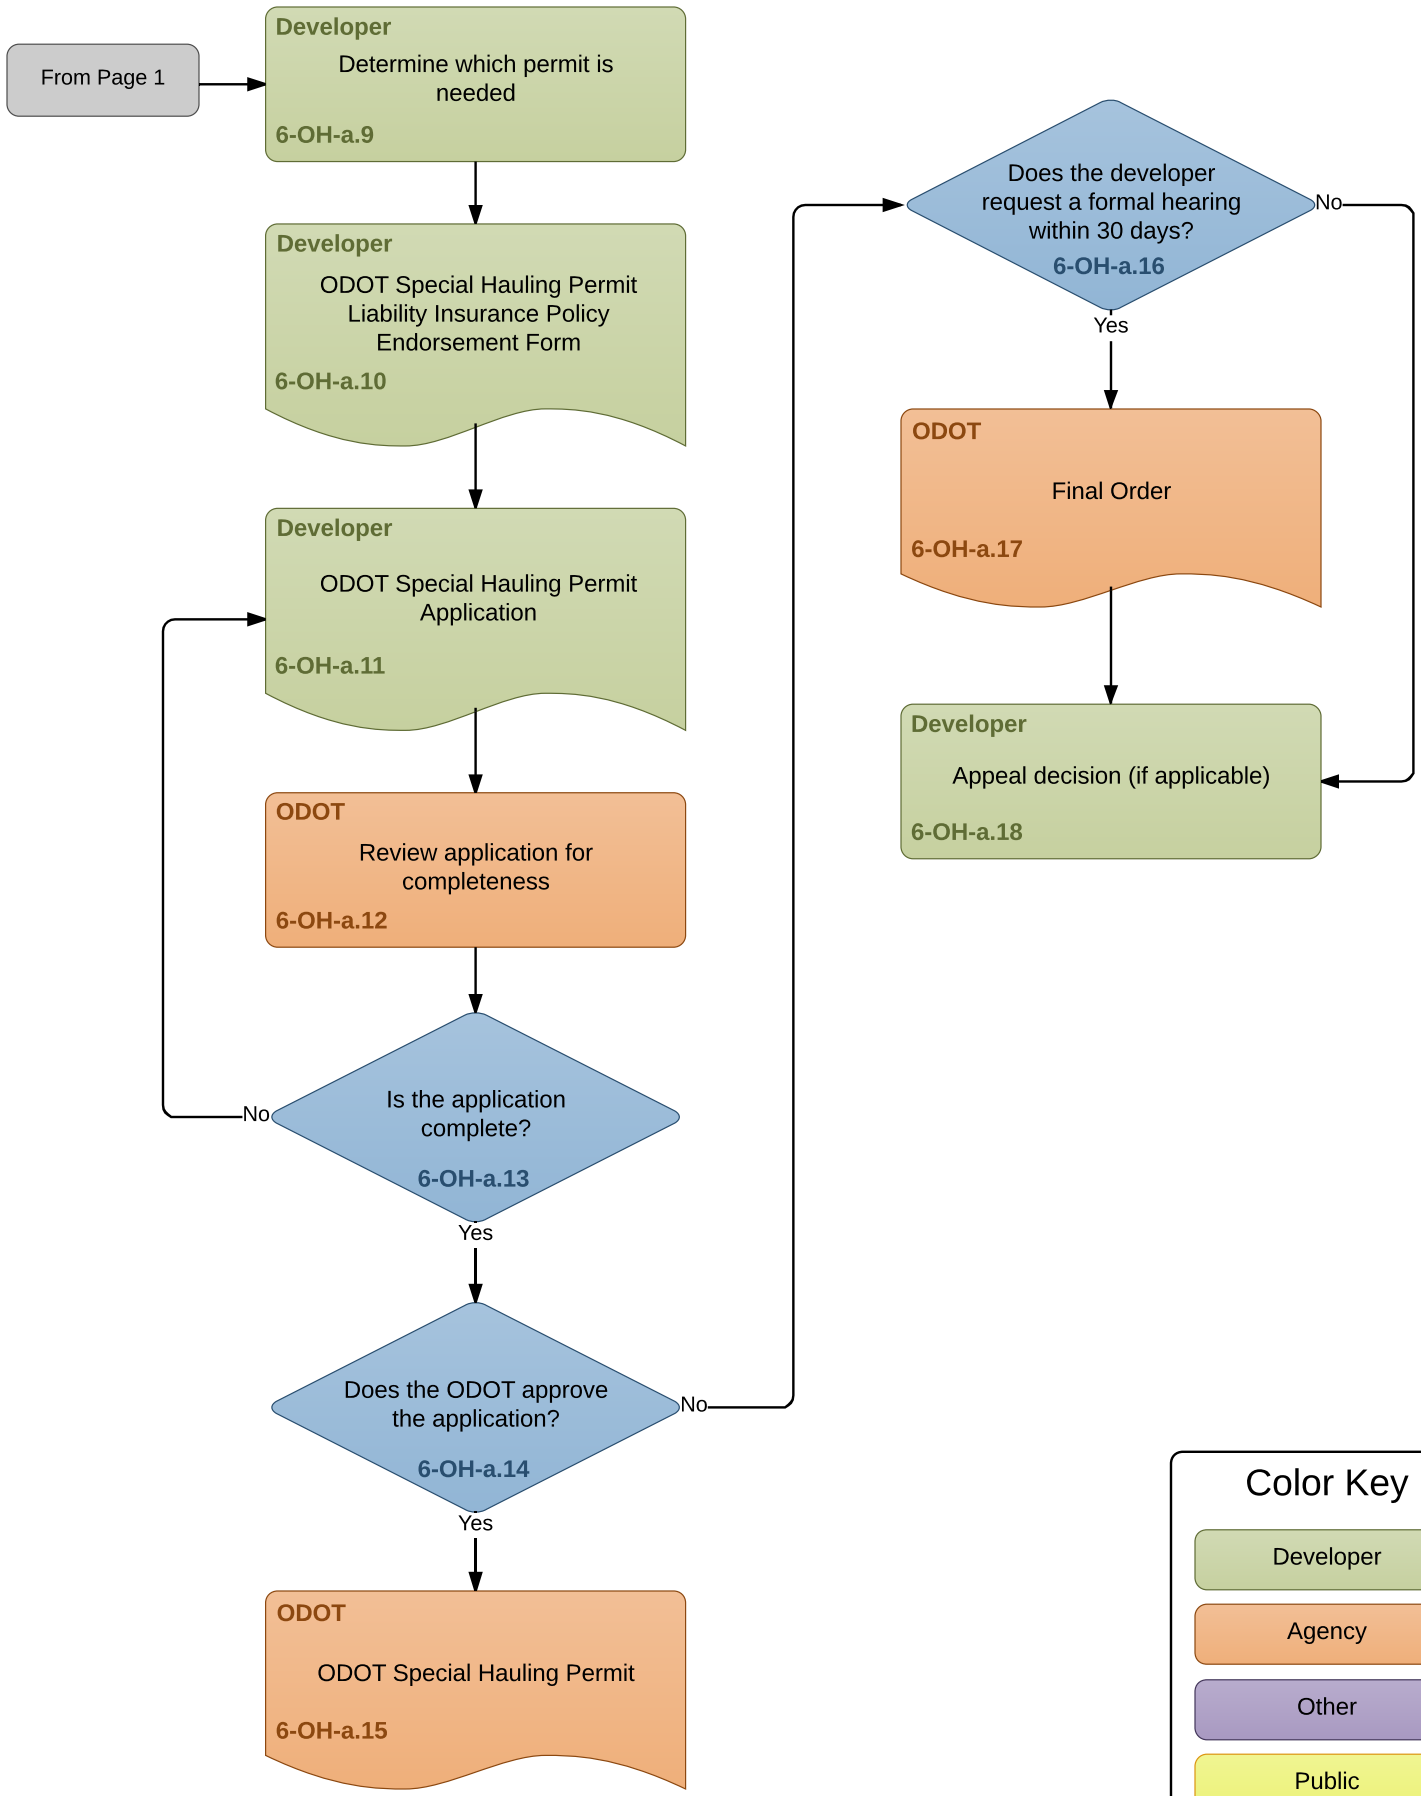 From Page 1
Developer
Determine which permit is
needed
6-OH-a.9
Developer
ODOT Special Hauling Permit
Liability Insurance Policy
Endorsement Form
6-OH-a.10
Developer
ODOT Special Hauling Permit
Application
6-OH-a.11
ODOT
Review application for
completeness
6-OH-a.12
Is the application
complete?
6-OH-a.13
No
Yes
Does the ODOT approve
the application?
6-OH-a.14
No
Yes
ODOT
ODOT Special Hauling Permit
6-OH-a.15
Does the developer
request a formal hearing
within 30 days?
6-OH-a.16
No
Yes
ODOT
Final Order
6-OH-a.17
Developer
Appeal decision (if applicable)
6-OH-a.18
Color Key
Developer
Agency
Other
Public